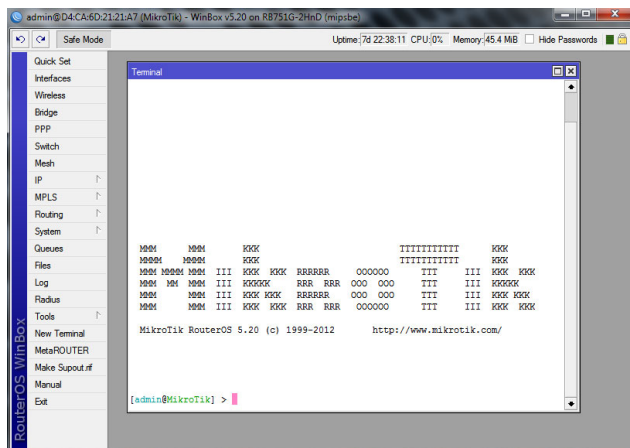 admin@D4:CA:6D:21:21:A7 (MikroTik) - WinBox v5.20 on RB751G-2HnD (mipsbe)
Safe Mode
Uptime: 7d 22:38:11 CPU: 0% Memory: 45.4 MiB Hide Passwords
Quick Set
Interfaces
Wireless
Bridge
PPP
Switch
Mesh
IP
MPLS
Routing
System
Queues
Files
Log
Radius
Tools
New Terminal
MetaROUTER
Make Supout.rif
Manual
Exit
RouterOS WinBox
Terminal
MMM      MMM       KKK                          TTTTTTTTTTT      KKK
MMMM    MMMM       KKK                          TTTTTTTTTTT      KKK
MMM MMMM MMM  III  KKK  KKK  RRRRRR     OOOOOO      TTT     III  KKK  KKK
MMM  MM  MMM  III  KKKKK     RRR  RRR  OOO  OOO     TTT     III  KKKKK
MMM      MMM  III  KKK KKK   RRRRRR    OOO  OOO     TTT     III  KKK KKK
MMM      MMM  III  KKK  KKK  RRR  RRR   OOOOOO      TTT     III  KKK  KKK
MikroTik RouterOS 5.20 (c) 1999-2012       http://www.mikrotik.com/
[admin@MikroTik] >